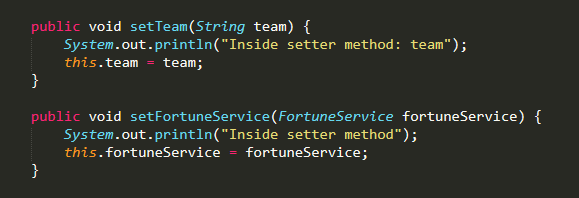 public void setTeam(String team) {
    System.out.println("Inside setter method: team");
    this.team = team;
}
public void setFortuneService(FortuneService fortuneService) {
    System.out.println("Inside setter method");
    this.fortuneService = fortuneService;
}